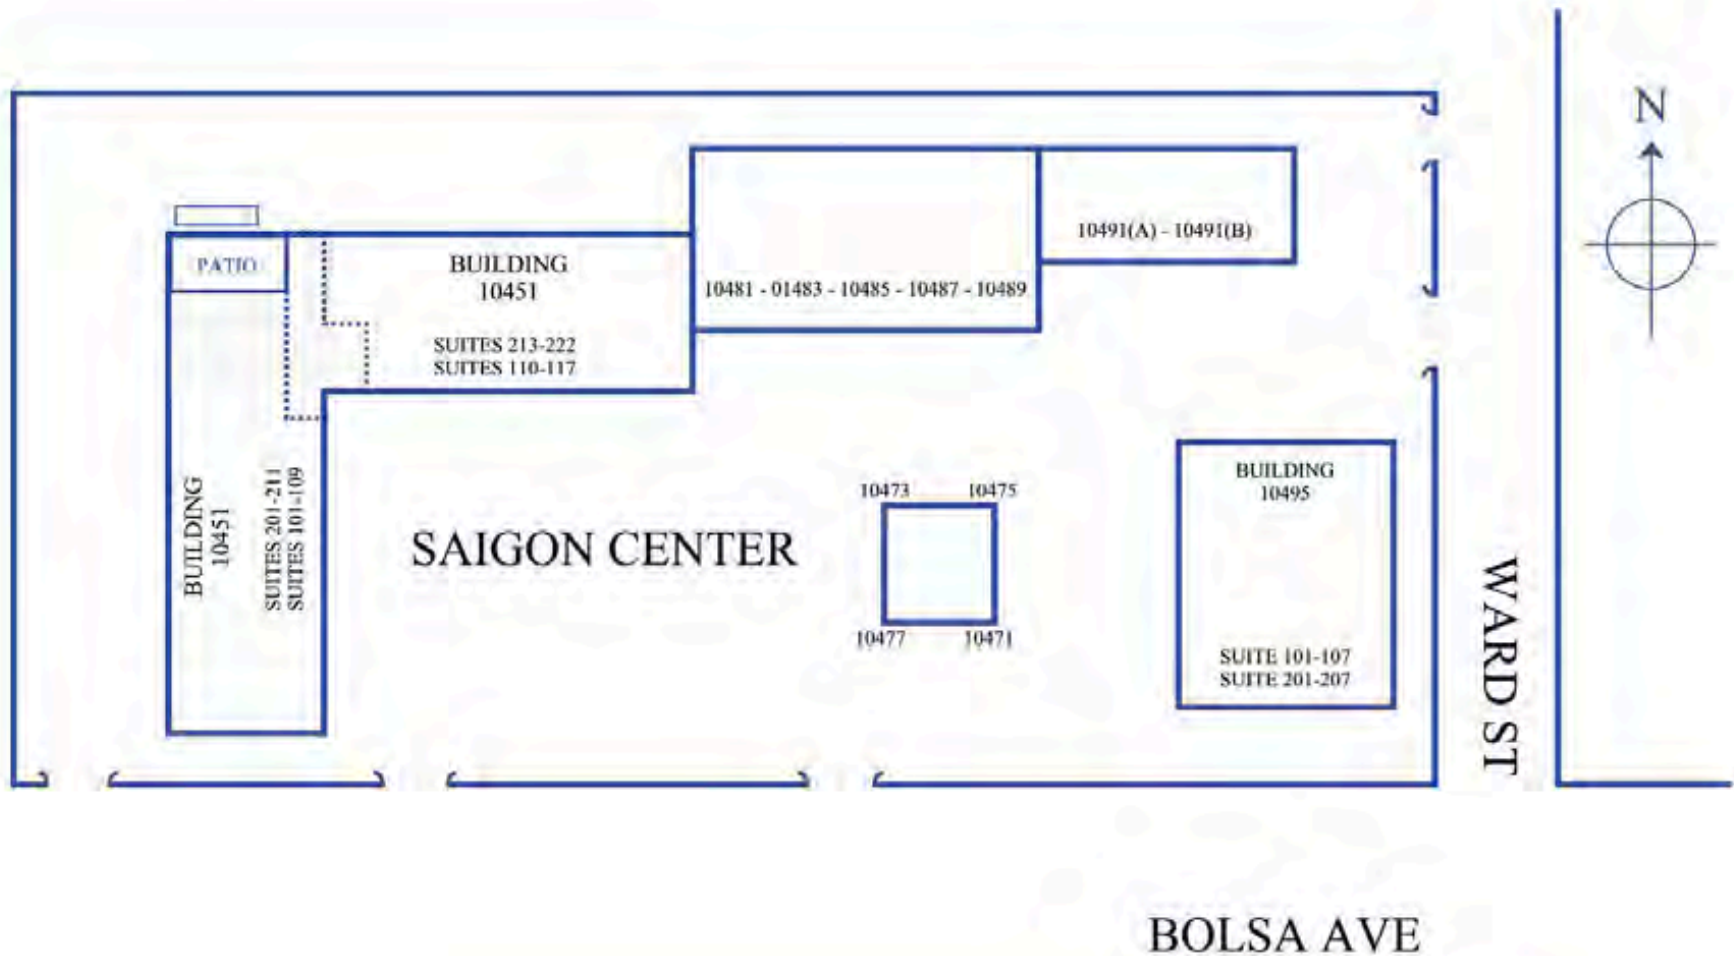 N
10491(A) - 10491(B)
PATIO
BUILDING
10451
10481 - 01483 - 10485 - 10487 - 10489
SUITES 213-222
SUITES 110-117
BUILDING
10451
SUITES 201-211
SUITES 101-109
SAIGON CENTER
10473
10475
10477
10471
BUILDING
10495
SUITE 101-107
SUITE 201-207
WARD ST
BOLSA AVE